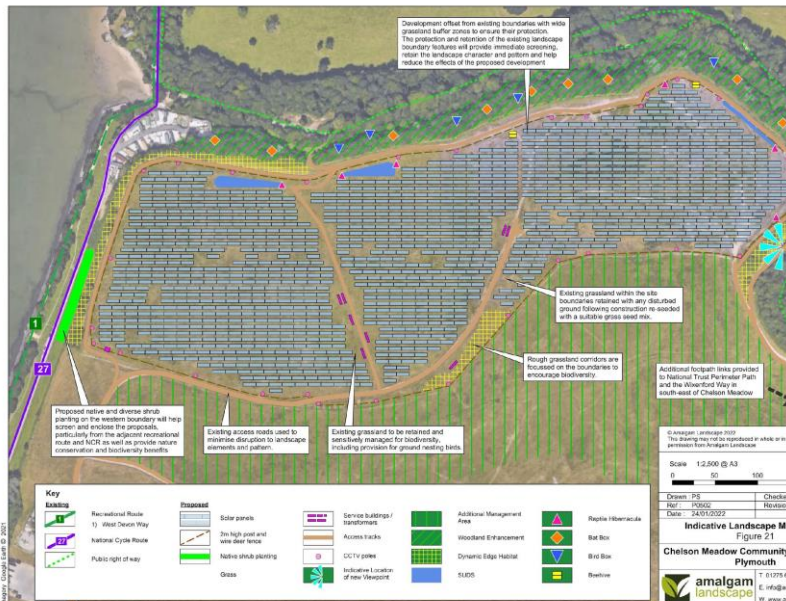 Development offset from existing boundaries with wide
grassland buffer zones to ensure their protection.
The protection and retention of the existing landscape
boundary features will provide immediate screening,
retain the landscape character and pattern and help
reduce the effects of the proposed development
1
27
Existing grassland within the site
boundaries retained with any disturbed
ground following construction re-seeded
with a suitable grass seed mix.
Rough grassland corridors are
focussed on the boundaries to
encourage biodiversity.
Additional footpath links provided
to National Trust Perimeter Path
and the Wixenford Way in
south-east of Chelson Meadow
Proposed native and diverse shrub
planting on the western boundary will help
screen and enclose the proposals,
particularly from the adjacent recreational
route and NCR as well as provide nature
conservation and biodiversity benefits
Existing access roads used to
minimise disruption to landscape
elements and pattern.
Existing grassland to be retained and
sensitively managed for biodiversity,
including provision for ground nesting birds.
© Amalgam Landscape 2022
This drawing may not be reproduced in whole or in
permission from Amalgam Landscape
Scale 1:2,500 @ A3
0 50 100
Drawn : PS Checke
Ref : P0502 Revisio
Date : 24/01/2022
Indicative Landscape M
Figure 21
Chelson Meadow Community
Plymouth
amalgam
landscape
T. 01275
E. info@a
W. www.a
Key
Existing
1
Recreational Route
1) West Devon Way
27
National Cycle Route
Public right of way
Proposed
Solar panels
2m high post and
wire deer fence
Native shrub planting
Grass
Service buildings /
transformers
Access tracks
CCTV poles
Indicative Location
of new Viewpoint
Additional Management
Area
Woodland Enhancement
Dynamic Edge Habitat
SUDS
Reptile Hibernacula
Bat Box
Bird Box
Beehive
Google Earth © 2021